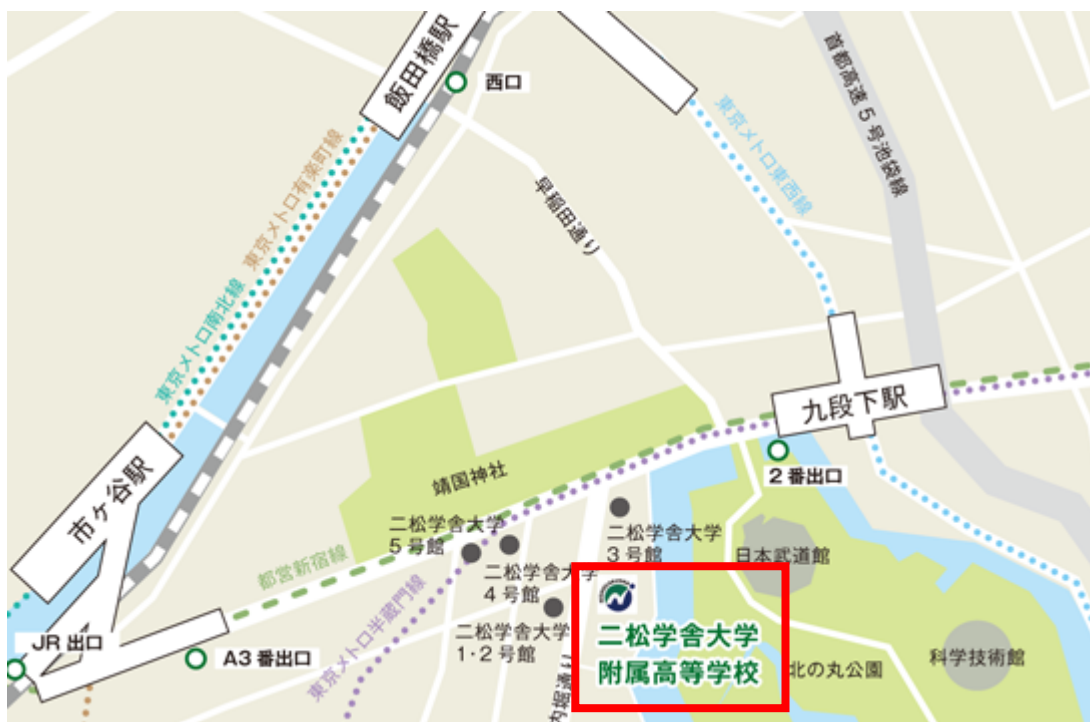 飯田橋駅
西口
首都高速5号池袋線
東京メトロ東西線
東京メトロ有楽町線
早稲田通り
東京メトロ南北線
九段下駅
2番出口
市ヶ谷駅
靖国神社
二松学舎大学
5号館
二松学舎大学
3号館
日本武道館
都営新宿線
二松学舎大学
4号館
二松学舎大学
1・2号館
二松学舎大学
附属高等学校
JR出口
A3番出口
東京メトロ半蔵門線
内堀通り
北の丸公園
科学技術館